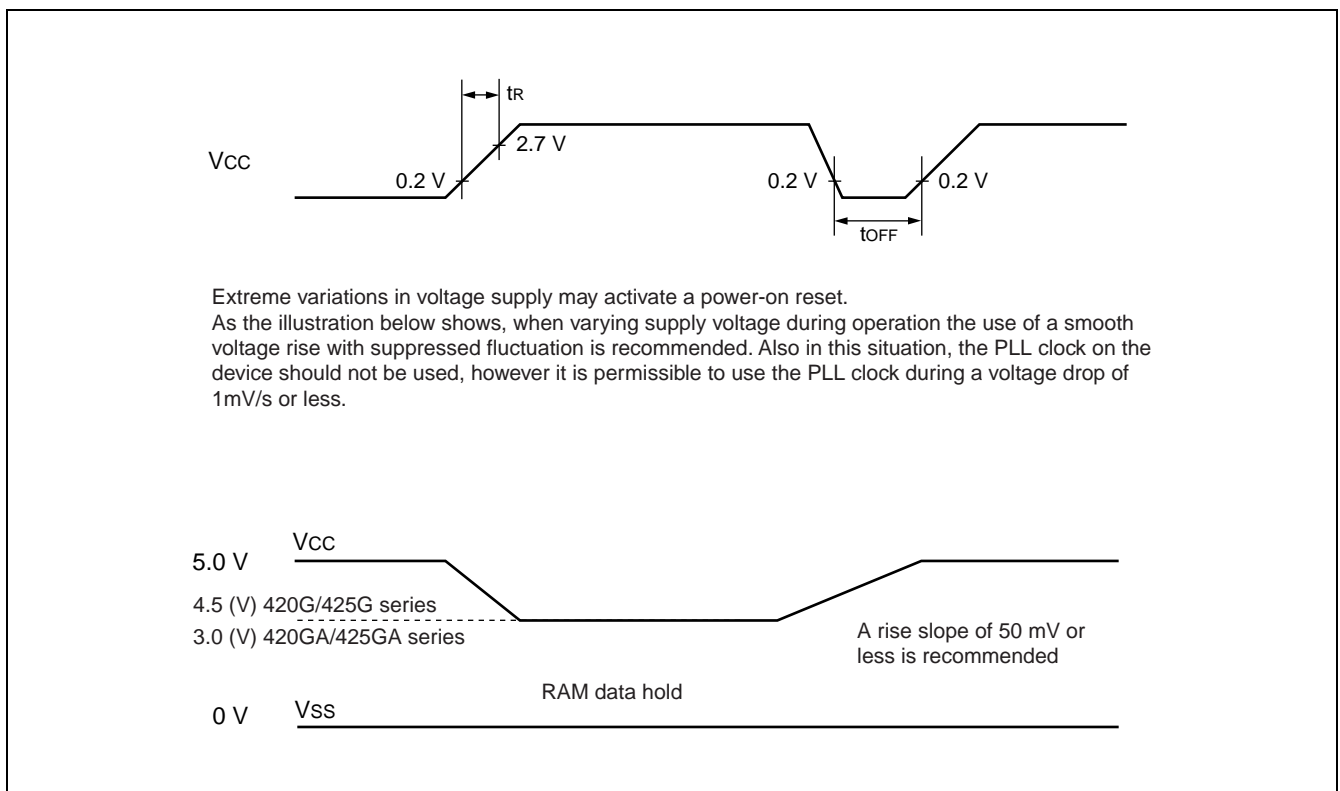 tR
2.7 V
VCC
0.2 V
0.2 V
0.2 V
tOFF
Extreme variations in voltage supply may activate a power-on reset.
As the illustration below shows, when varying supply voltage during operation the use of a smooth
voltage rise with suppressed fluctuation is recommended. Also in this situation, the PLL clock on the
device should not be used, however it is permissible to use the PLL clock during a voltage drop of
1mV/s or less.
VCC
5.0 V
4.5 (V) 420G/425G series
3.0 (V) 420GA/425GA series
A rise slope of 50 mV or
less is recommended
RAM data hold
VSS
0 V